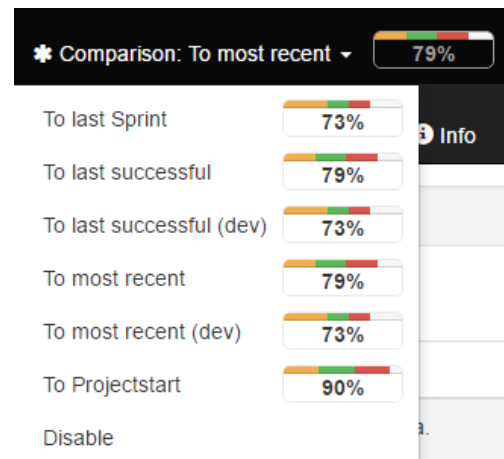 ✱ Comparison: To most recent 79%
To last Sprint 73%
Info
To last successful 79%
To last successful (dev) 73%
To most recent 79%
To most recent (dev) 73%
To Projectstart 90%
Disable
a.